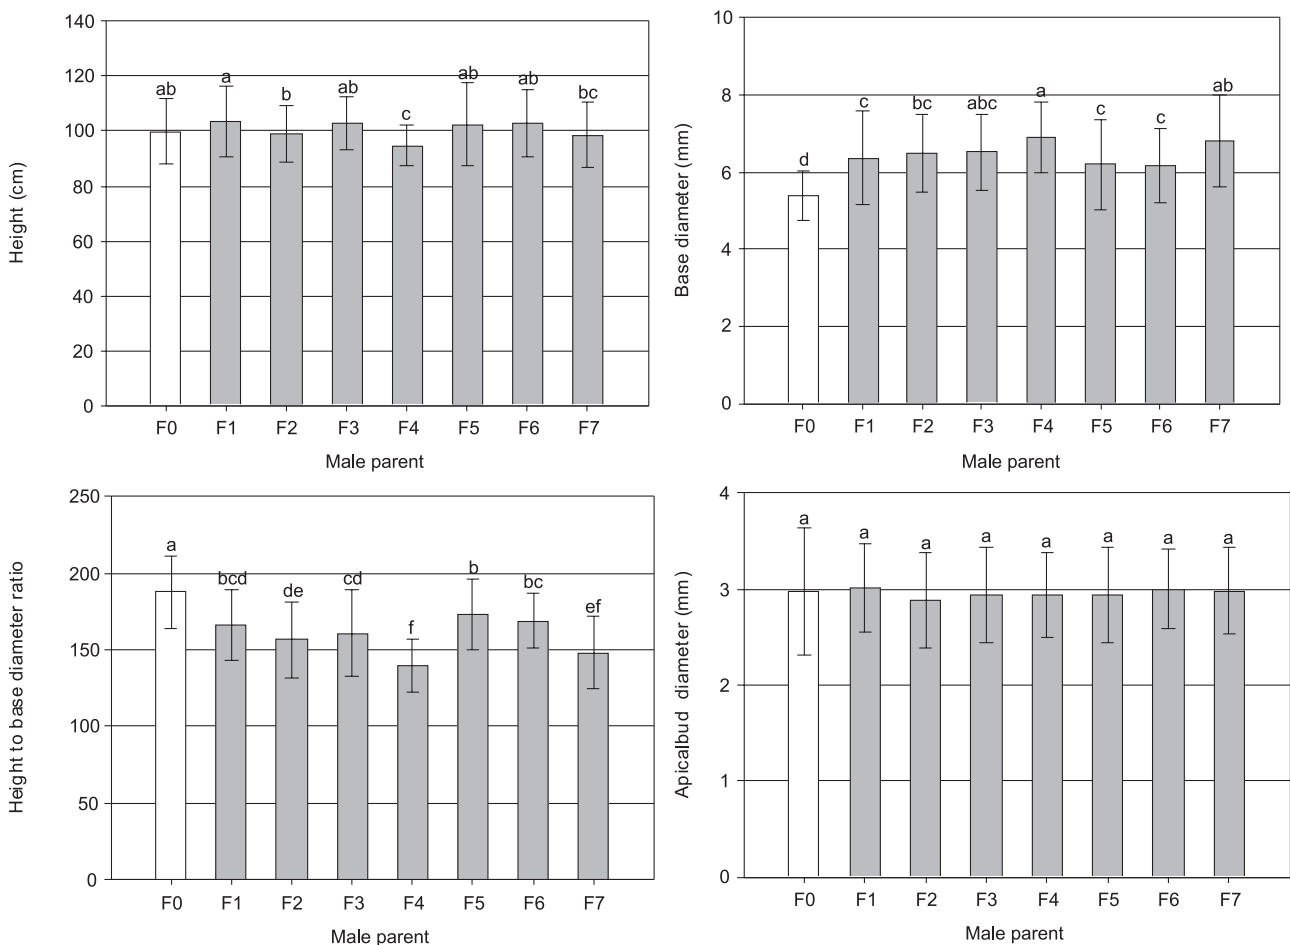 Height (cm)
140
120
100
80
60
40
20
0
ab
a
b
ab
c
ab
ab
bc
F0 F1 F2 F3 F4 F5 F6 F7
Male parent
Base diameter (mm)
10
8
6
4
2
0
d
c
bc
abc
a
c
c
ab
F0 F1 F2 F3 F4 F5 F6 F7
Male parent
Height to base diameter ratio
250
200
150
100
50
0
a
bcd
de
cd
f
b
bc
ef
F0 F1 F2 F3 F4 F5 F6 F7
Male parent
Apicalbud diameter (mm)
4
3
2
1
0
a
a
a
a
a
a
a
a
F0 F1 F2 F3 F4 F5 F6 F7
Male parent